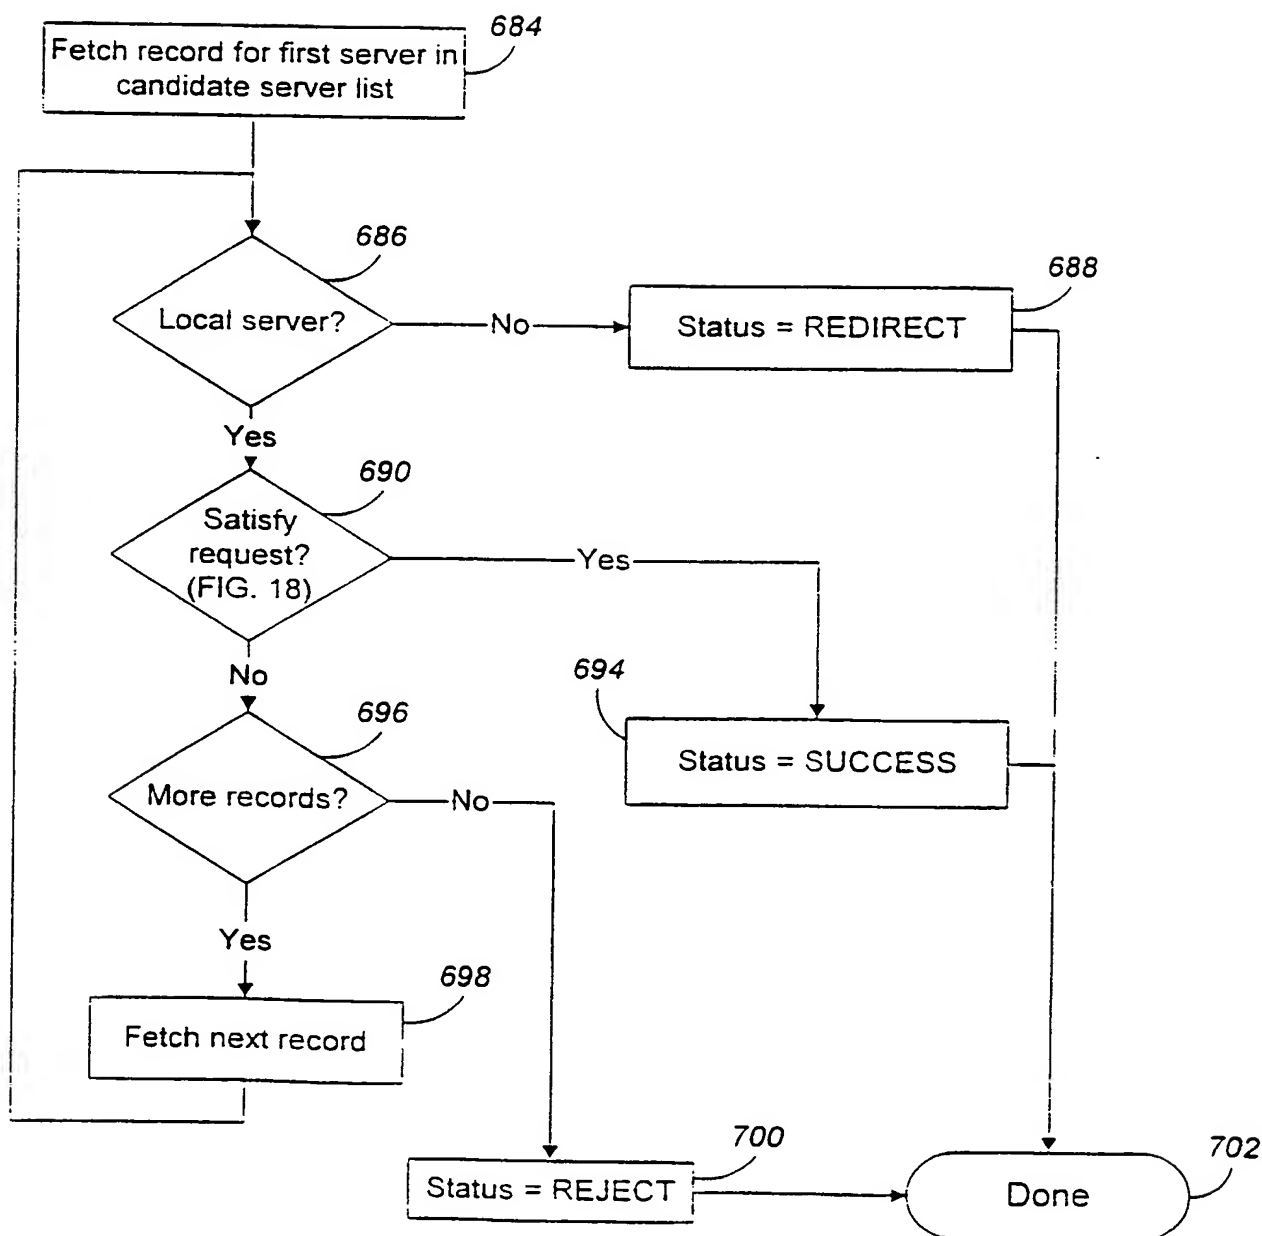 684
Fetch record for first server in
candidate server list
686
Local server?
No
688
Status = REDIRECT
Yes
690
Satisfy
request?
(FIG. 18)
Yes
No
694
Status = SUCCESS
696
More records?
No
Yes
698
Fetch next record
700
Status = REJECT
702
Done